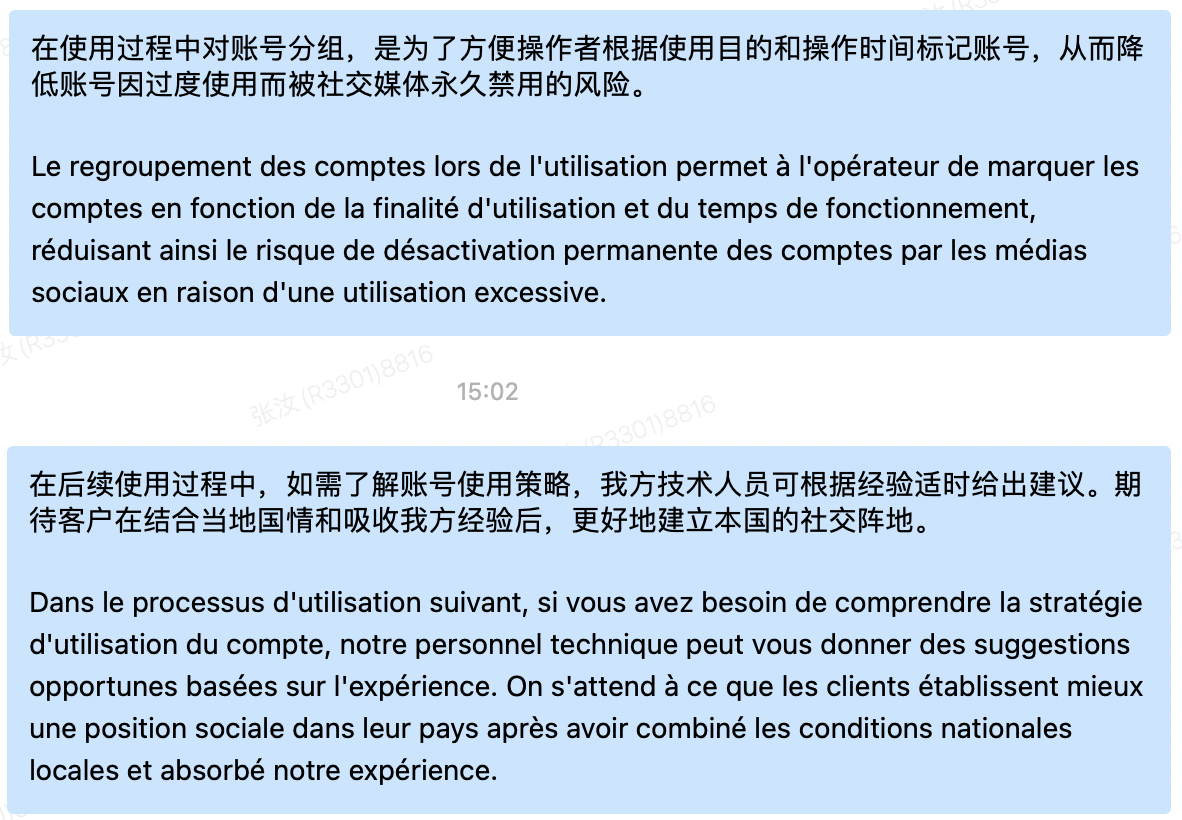 在使用过程中对账号分组，是为了方便操作者根据使用目的和操作时间标记账号，从而降
低账号因过度使用而被社交媒体永久禁用的风险。
Le regroupement des comptes lors de l'utilisation permet à l'opérateur de marquer les
comptes en fonction de la finalité d'utilisation et du temps de fonctionnement,
réduisant ainsi le risque de désactivation permanente des comptes par les médias
sociaux en raison d'une utilisation excessive.
张汝(R3301)8816
15:02
(R3301)8816
在后续使用过程中，如需了解账号使用策略，我方技术人员可根据经验适时给出建议。期
待客户在结合当地国情和吸收我方经验后，更好地建立本国的社交阵地。
Dans le processus d'utilisation suivant, si vous avez besoin de comprendre la stratégie
d'utilisation du compte, notre personnel technique peut vous donner des suggestions
opportunes basées sur l'expérience. On s'attend à ce que les clients établissent mieux
une position sociale dans leur pays après avoir combiné les conditions nationales
locales et absorbé notre expérience.